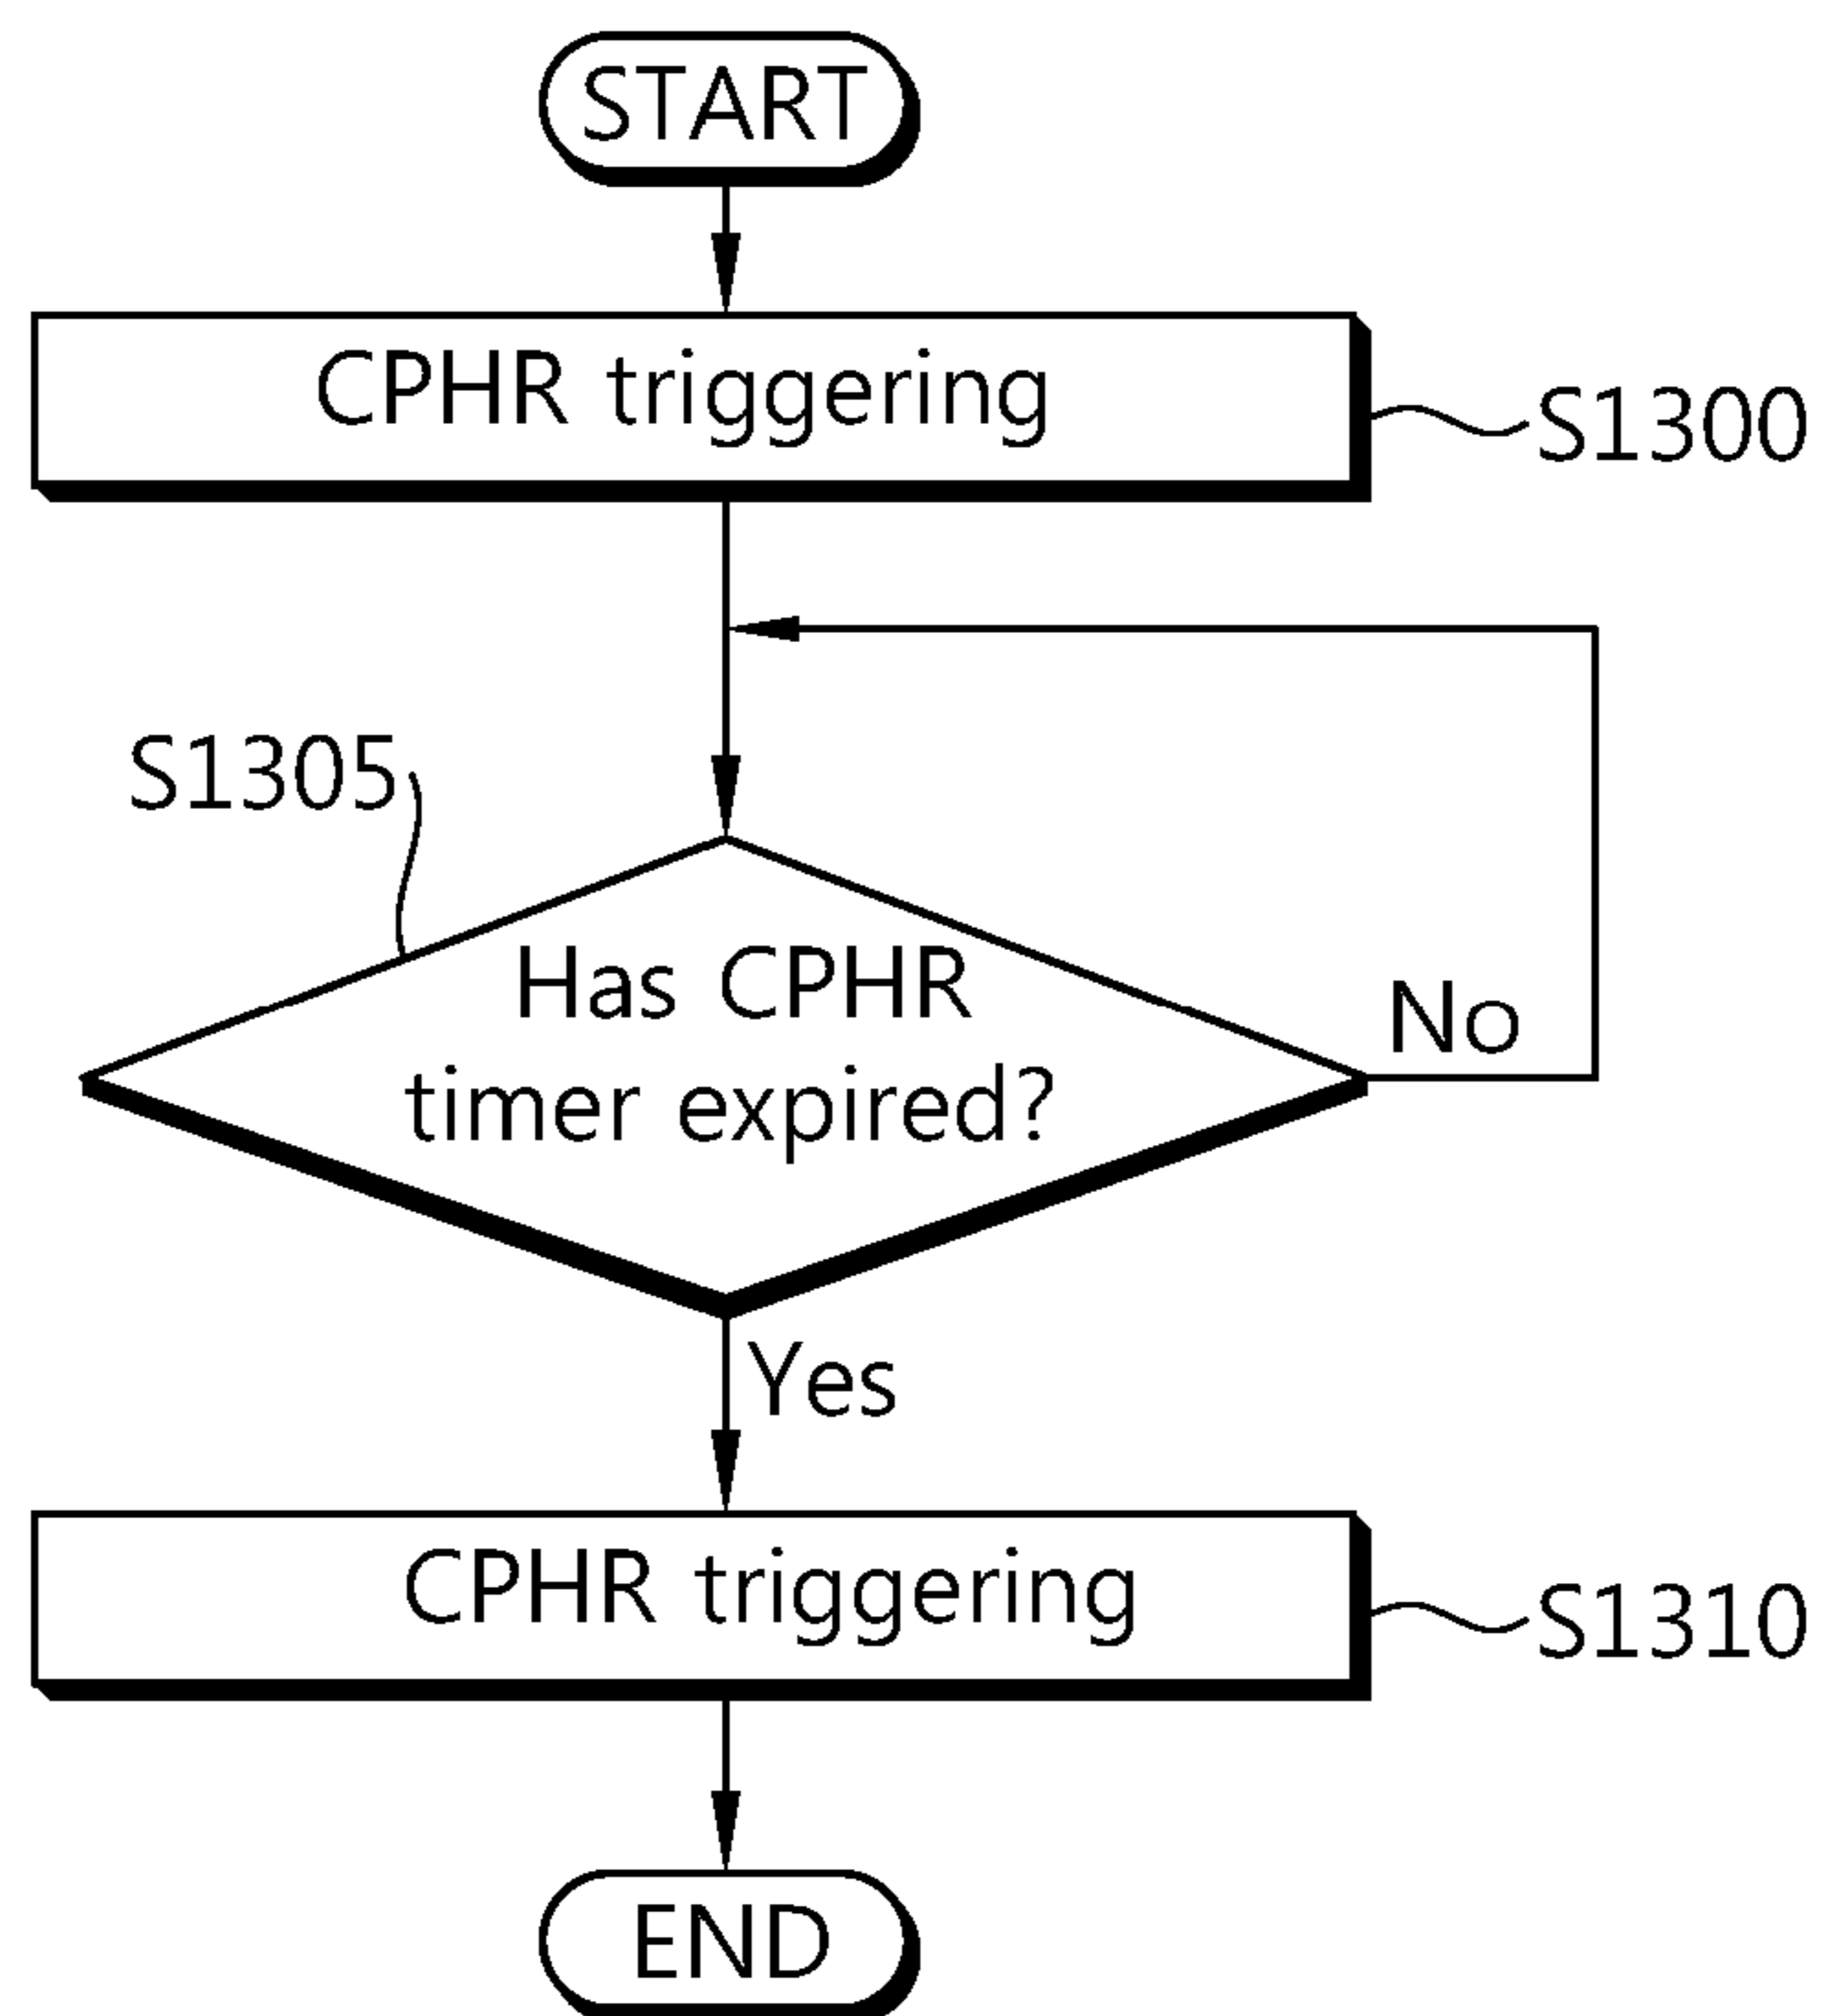 START
CPHR triggering
S1300
S1305
Has CPHR
timer expired?
No
Yes
CPHR triggering
S1310
END